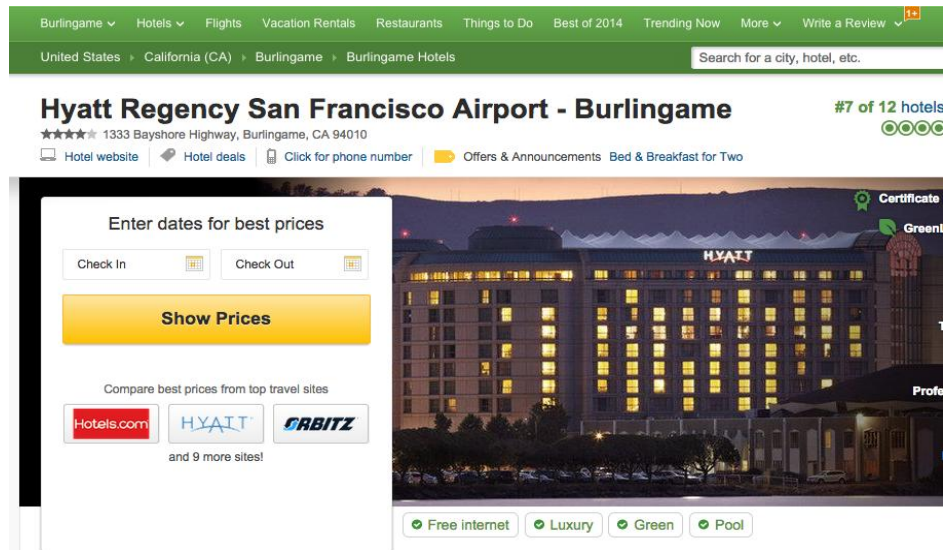 Burlingame Hotels Flights Vacation Rentals Restaurants Things to Do Best of 2014 Trending Now More Write a Review 1+
United States Californía (CA) Burlingame Burlingame Hotels Search for a city, hotel, etc.
Hyatt Regency San Francisco Airport - Burlingame
#7 of 12 hotels
1333 Bayshore Highway, Burlingame, CA 94010
Hotel website Hotel deals Click for phone number Offers & Announcements Bed & Breakfast for Two
Certificate
GreenL
Enter dates for best prices
Check In Check Out
HYATT
Show Prices
T
Compare best prices from top travel sites
Profe
Hotels.com HYATT ORBITZ
and 9 more sites!
Free internet Luxury Green Pool